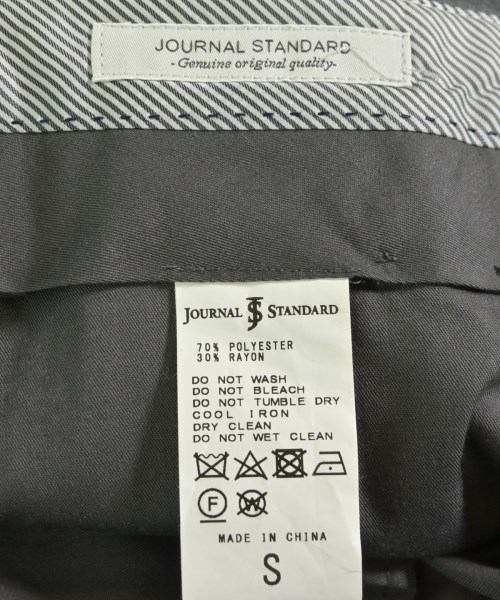 JOURNAL STANDARD
- Genuine original quality-
JOURNAL JS STANDARD
70% POLYESTER
30% RAYON
DO NOT WASH
DO NOT BLEACH
DO NOT TUMBLE DRY
COOL IRON
DRY CLEAN
DO NOT WET CLEAN
F W
MADE IN CHINA
S